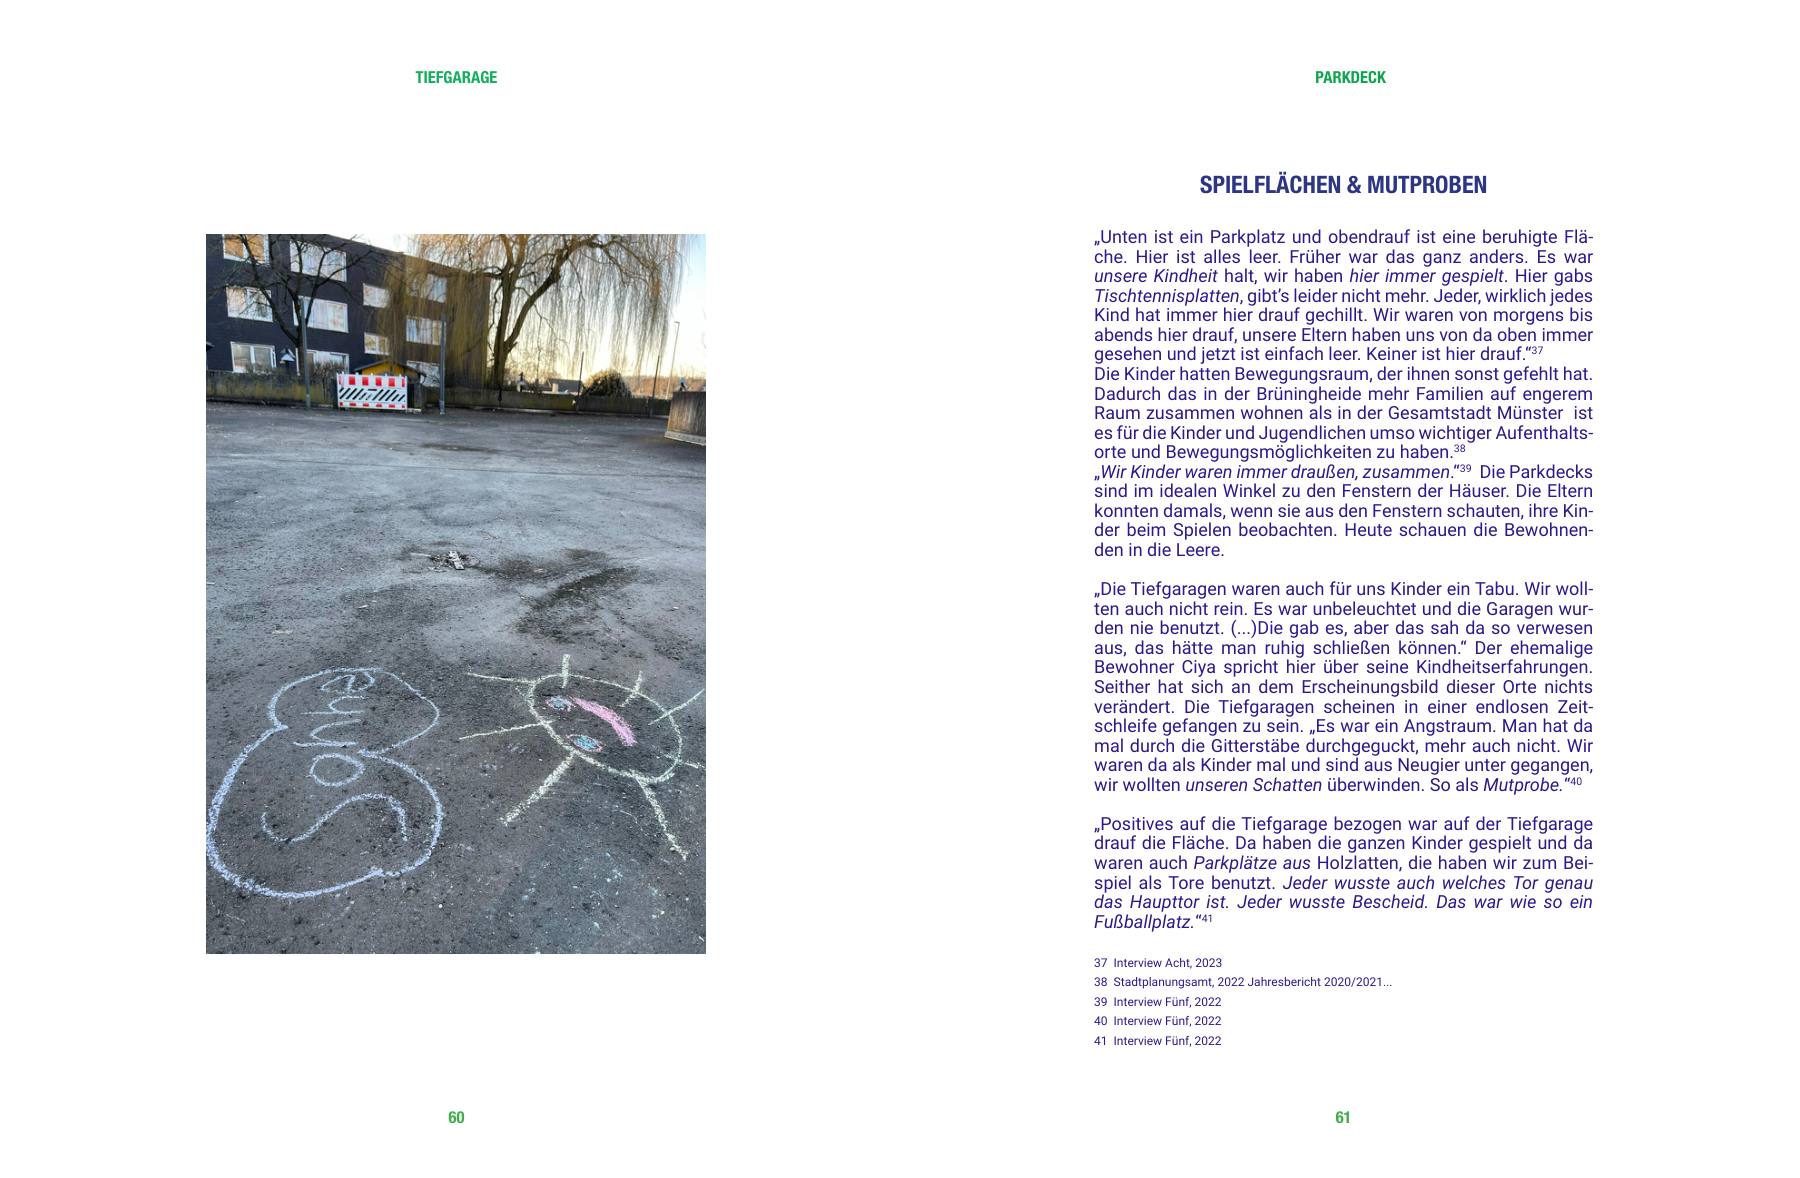 TIEFGARAGE
60
PARKDECK
SPIELFLÄCHEN & MUTPROBEN
„Unten ist ein Parkplatz und obendrauf ist eine beruhigte Flä-
che. Hier ist alles leer. Früher war das ganz anders. Es war
unsere Kindheit halt, wir haben hier immer gespielt. Hier gabs
Tischtennisplatten, gibt’s leider nicht mehr. Jeder, wirklich jedes
Kind hat immer hier drauf gechillt. Wir waren von morgens bis
abends hier drauf, unsere Eltern haben uns von da oben immer
gesehen und jetzt ist einfach leer. Keiner ist hier drauf.“37
Die Kinder hatten Bewegungsraum, der ihnen sonst gefehlt hat.
Dadurch das in der Brüningheide mehr Familien auf engerem
Raum zusammen wohnen als in der Gesamtstadt Münster  ist
es für die Kinder und Jugendlichen umso wichtiger Aufenthalts-
orte und Bewegungsmöglichkeiten zu haben.38
„Wir Kinder waren immer draußen, zusammen.“39  Die Parkdecks
sind im idealen Winkel zu den Fenstern der Häuser. Die Eltern
konnten damals, wenn sie aus den Fenstern schauten, ihre Kin-
der beim Spielen beobachten. Heute schauen die Bewohnen-
den in die Leere.
„Die Tiefgaragen waren auch für uns Kinder ein Tabu. Wir woll-
ten auch nicht rein. Es war unbeleuchtet und die Garagen wur-
den nie benutzt. (...)Die gab es, aber das sah da so verwesen
aus, das hätte man ruhig schließen können.“ Der ehemalige
Bewohner Ciya spricht hier über seine Kindheitserfahrungen.
Seither hat sich an dem Erscheinungsbild dieser Orte nichts
verändert. Die Tiefgaragen scheinen in einer endlosen Zeit-
schleife gefangen zu sein. „Es war ein Angstraum. Man hat da
mal durch die Gitterstäbe durchgeguckt, mehr auch nicht. Wir
waren da als Kinder mal und sind aus Neugier unter gegangen,
wir wollten unseren Schatten überwinden. So als Mutprobe.“40
„Positives auf die Tiefgarage bezogen war auf der Tiefgarage
drauf die Fläche. Da haben die ganzen Kinder gespielt und da
waren auch Parkplätze aus Holzlatten, die haben wir zum Bei-
spiel als Tore benutzt. Jeder wusste auch welches Tor genau
das Haupttor ist. Jeder wusste Bescheid. Das war wie so ein
Fußballplatz.“41
37 Interview Acht, 2023
38 Stadtplanungsamt, 2022 Jahresbericht 2020/2021...
39 Interview Fünf, 2022
40 Interview Fünf, 2022
41 Interview Fünf, 2022
61